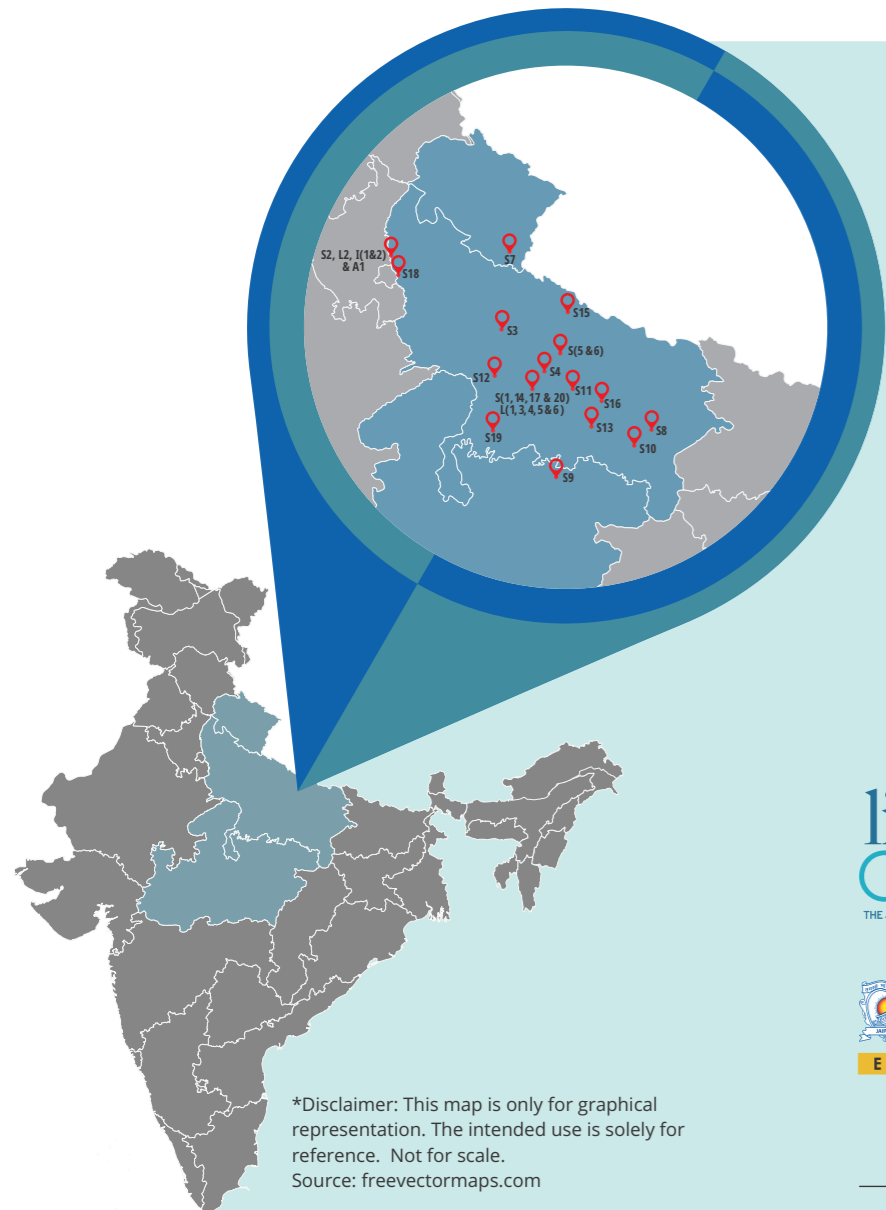 S2, L2, I(1&2)
& A1
S18
S7
S15
S3
S(5 &6)
S4
S12
S11
S(1, 14, 17 & 20)
L(1, 3, 4, 5 & 6)
S16
S13
S19
S8
S10
S9
THE
JAIP
E
*Disclaimer: This map is only for graphical
representation. The intended use is solely for
reference. Not for scale.
Source: freevectormaps.com